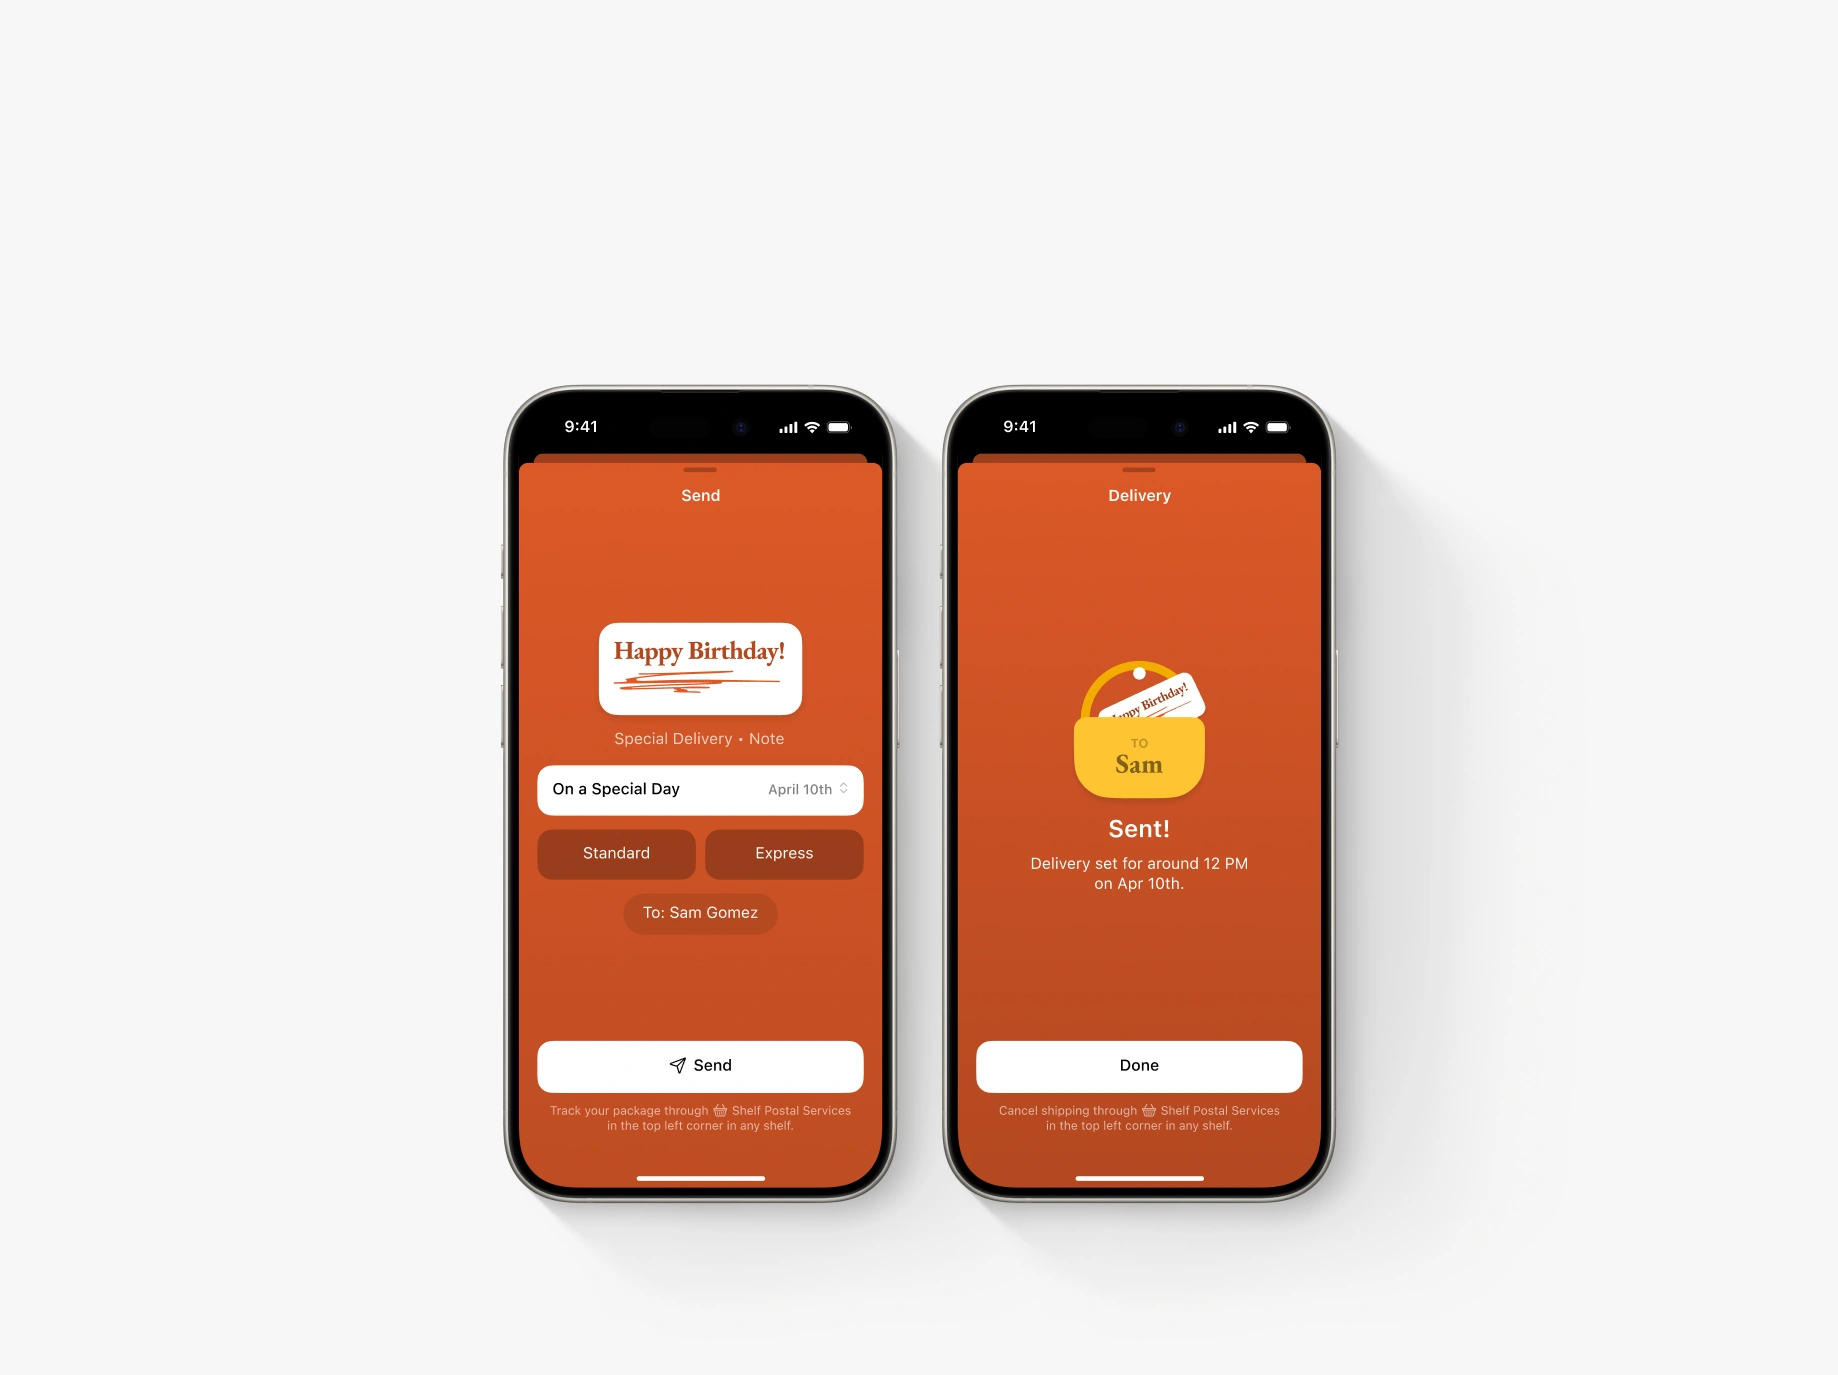 9:41
Send
Happy Birthday!
Special Delivery • Note
On a Special Day April 10th
Standard Express
To: Sam Gomez
Send
Track your package through Shelf Postal Services
in the top left corner in any shelf.
9:41
Delivery
Happy Birthday!
TO
Sam
Sent!
Delivery set for around 12 PM
on Apr 10th.
Done
Cancel shipping through Shelf Postal Services
in the top left corner in any shelf.